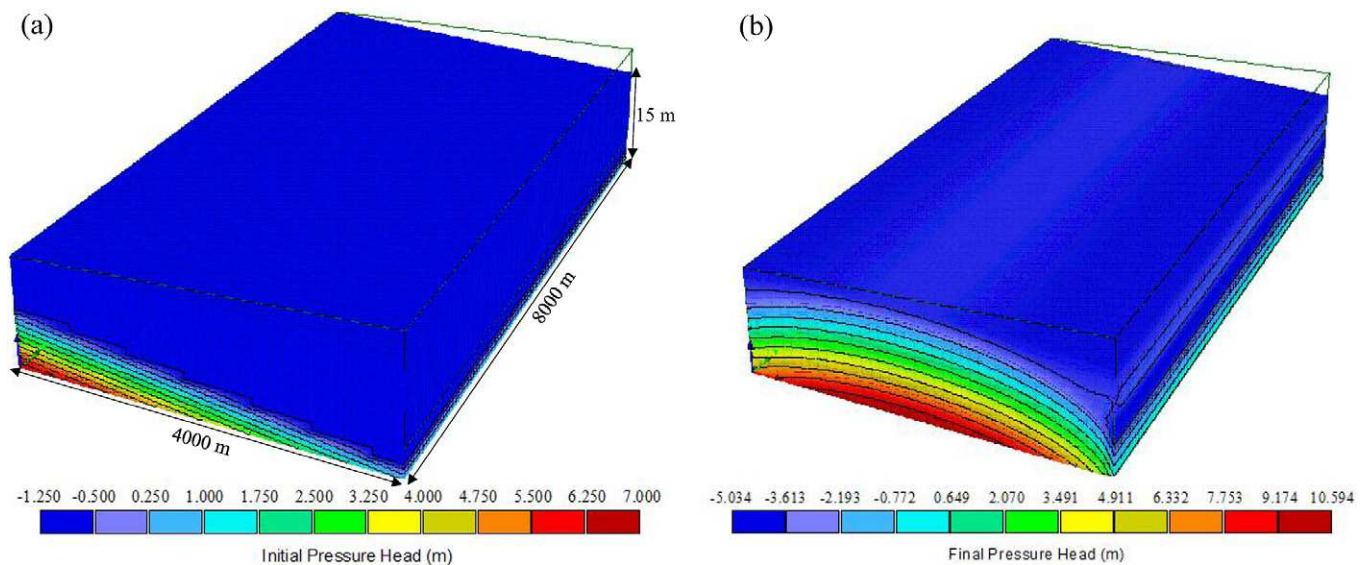 (a)
15 m
8000 m
4000 m
-1.250 -0.500 0.250 1.000 1.750 2.500 3.250 4.000 4.750 5.500 6.250 7.000
Initial Pressure Head (m)
(b)
-5.034 -3.613 -2.193 -0.772 0.649 2.070 3.491 4.911 6.332 7.753 9.174 10.594
Final Pressure Head (m)